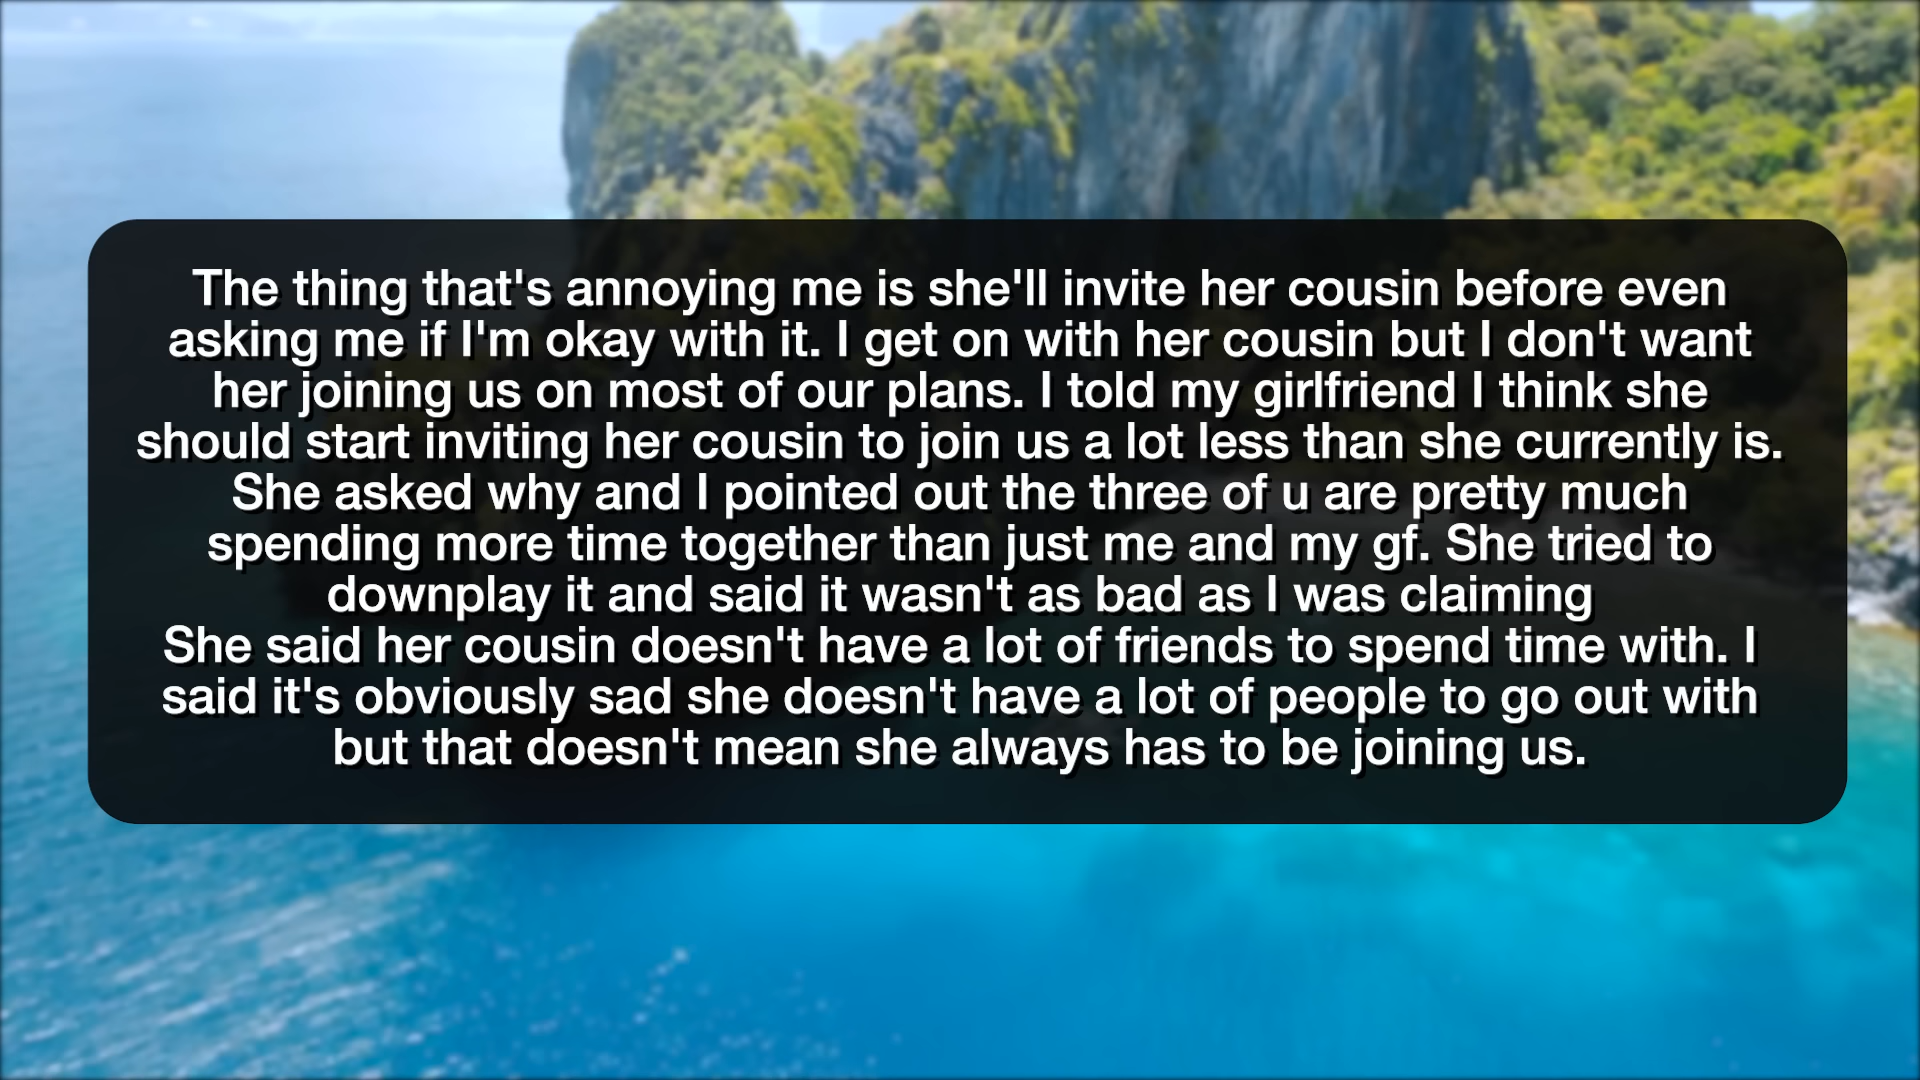 The thing that's annoying me is she'll invite her cousin before even
asking me if I'm okay with it. I get on with her cousin but I don't want
her joining us on most of our plans. I told my girlfriend I think she
should start inviting her cousin to join us a lot less than she currently is.
She asked why and I pointed out the three of u are pretty much
spending more time together than just me and my gf. She tried to
downplay it and said it wasn't as bad as I was claiming
She said her cousin doesn't have a lot of friends to spend time with. I
said it's obviously sad she doesn't have a lot of people to go out with
but that doesn't mean she always has to be joining us.